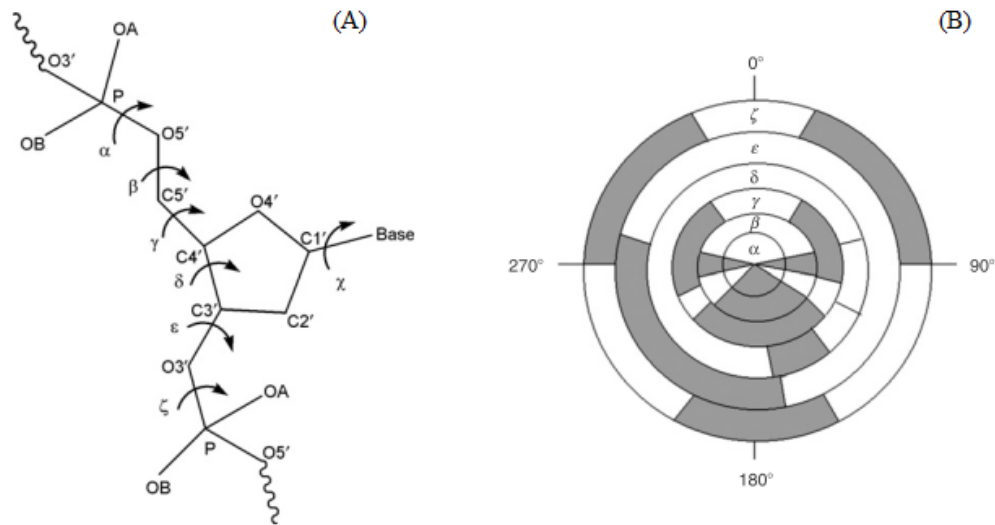 (A)
OA
O3′
P
OB
O5′
α
β
C5′
γ
O4′
C4′
C1′
Base
δ
χ
C3′
C2′
ε
O3′
ζ
OA
P
O5′
OB
(B)
0°
ζ
ε
δ
γ
β
α
270°
90°
180°